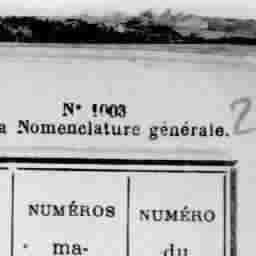 N° 1003
a Nomenclature générale.
2
NUMÉROS NUMÉRO
ma- du